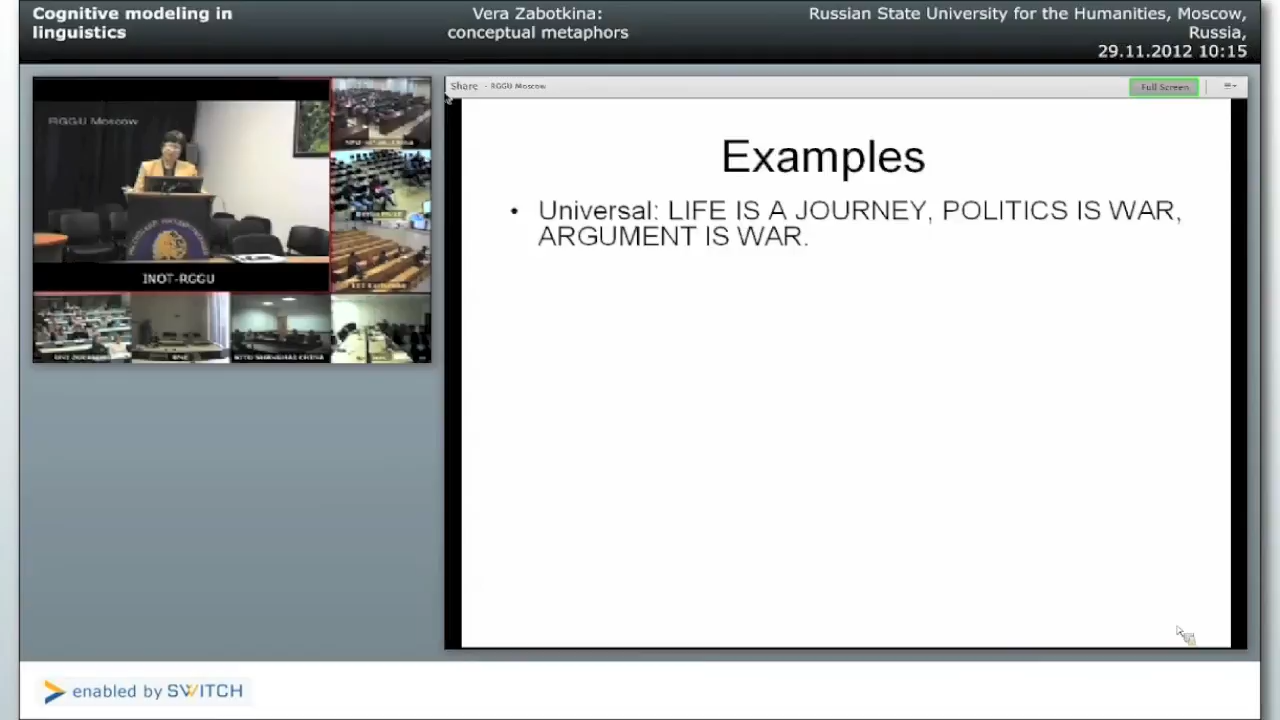 Cognitive modeling in
linguistics
Vera Zabotkina:
conceptual metaphors
Russian State University for the Humanities, Moscow,
Russia,
29.11.2012 10:15
Share - RGGU Moscow
Full Screen
RGGU Moscow
INOT-RGGU
Examples
• Universal: LIFE IS A JOURNEY, POLITICS IS WAR,
ARGUMENT IS WAR.
enabled by SWITCH